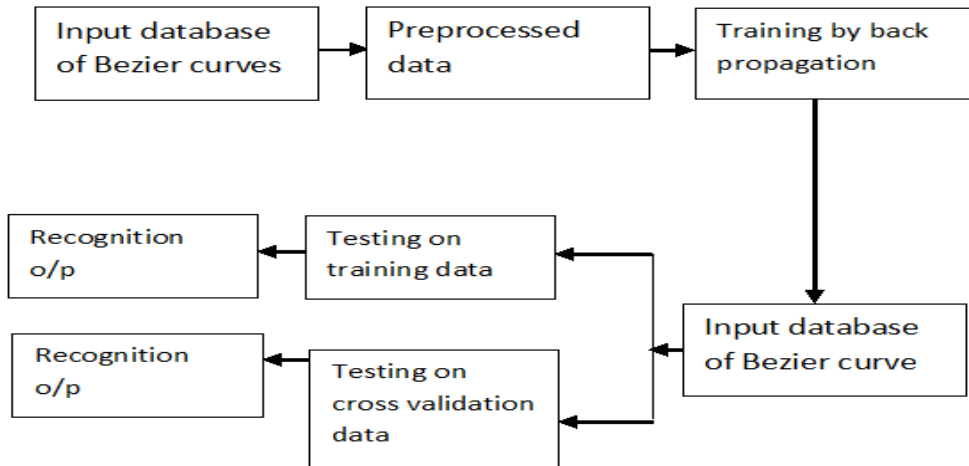 Input database
of Bezier curves
Preprocessed
data
Training by back
propagation
Recognition
o/p
Testing on
training data
Input database
of Bezier curve
Recognition
o/p
Testing on
cross validation
data